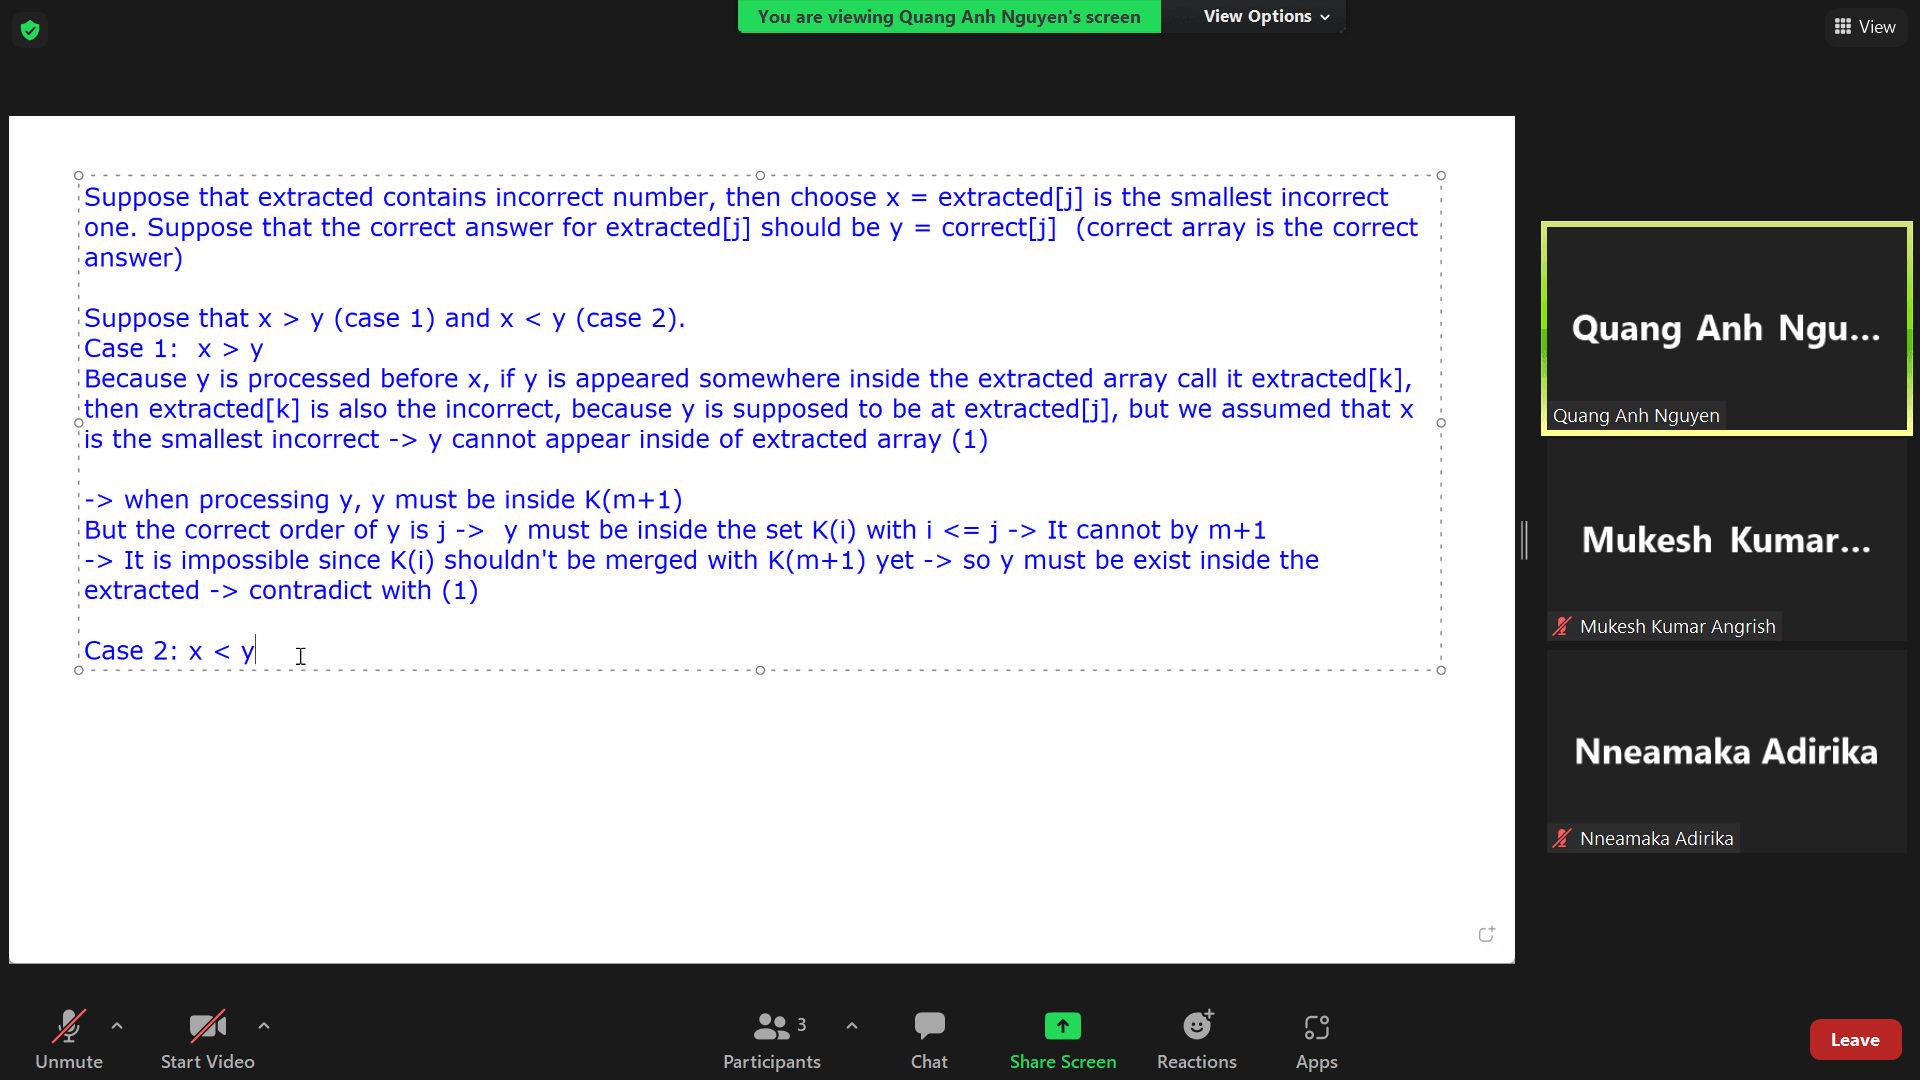 You are viewing Quang Anh Nguyen's screen
View Options
View
Suppose that extracted contains incorrect number, then choose x = extracted[j] is the smallest incorrect
one. Suppose that the correct answer for extracted[j] should be y = correct[j]  (correct array is the correct
answer)
Suppose that x > y (case 1) and x < y (case 2).
Case 1:  x > y
Because y is processed before x, if y is appeared somewhere inside the extracted array call it extracted[k],
then extracted[k] is also the incorrect, because y is supposed to be at extracted[j], but we assumed that x
is the smallest incorrect -> y cannot appear inside of extracted array (1)
-> when processing y, y must be inside K(m+1)
But the correct order of y is j ->  y must be inside the set K(i) with i <= j -> It cannot by m+1
-> It is impossible since K(i) shouldn't be merged with K(m+1) yet -> so y must be exist inside the
extracted -> contradict with (1)
Case 2: x < y
Quang Anh Ngu...
Quang Anh Nguyen
Mukesh Kumar...
Mukesh Kumar Angrish
Nneamaka Adirika
Nneamaka Adirika
Unmute
Start Video
3
Participants
Chat
Share Screen
Reactions
Apps
Leave